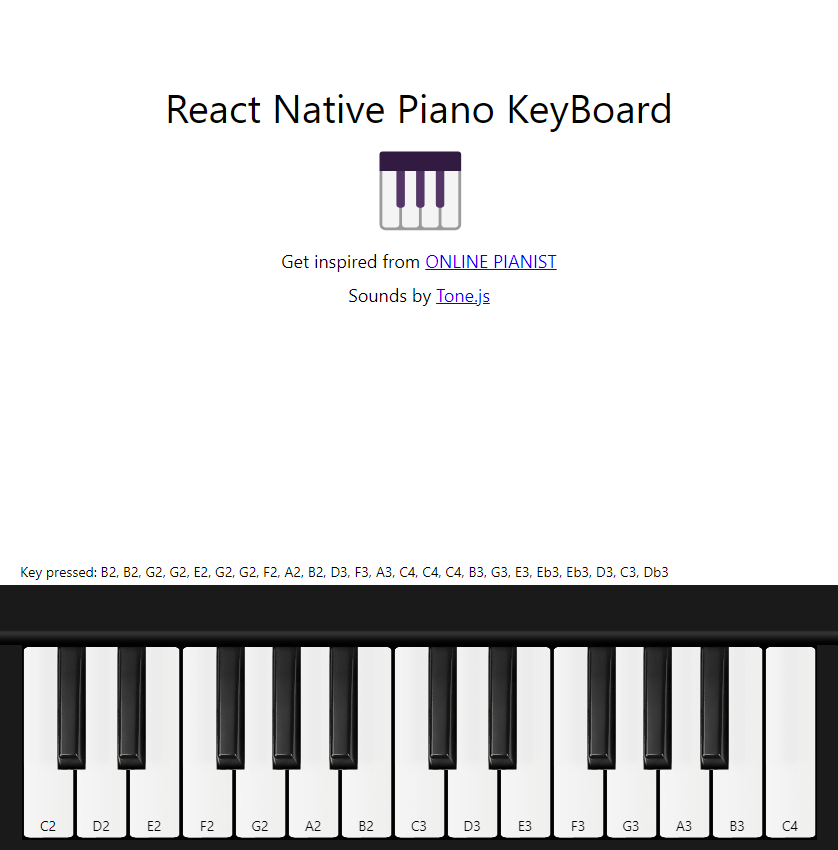 React Native Piano KeyBoard
Get inspired from ONLINE PIANIST
Sounds by Tone.js
Key pressed: B2, B2, G2, G2, E2, G2, G2, F2, A2, B2, D3, F3, A3, C4, C4, C4, B3, G3, E3, Eb3, Eb3, D3, C3, Db3
C2 D2 E2 F2 G2 A2 B2 C3 D3 E3 F3 G3 A3 B3 C4